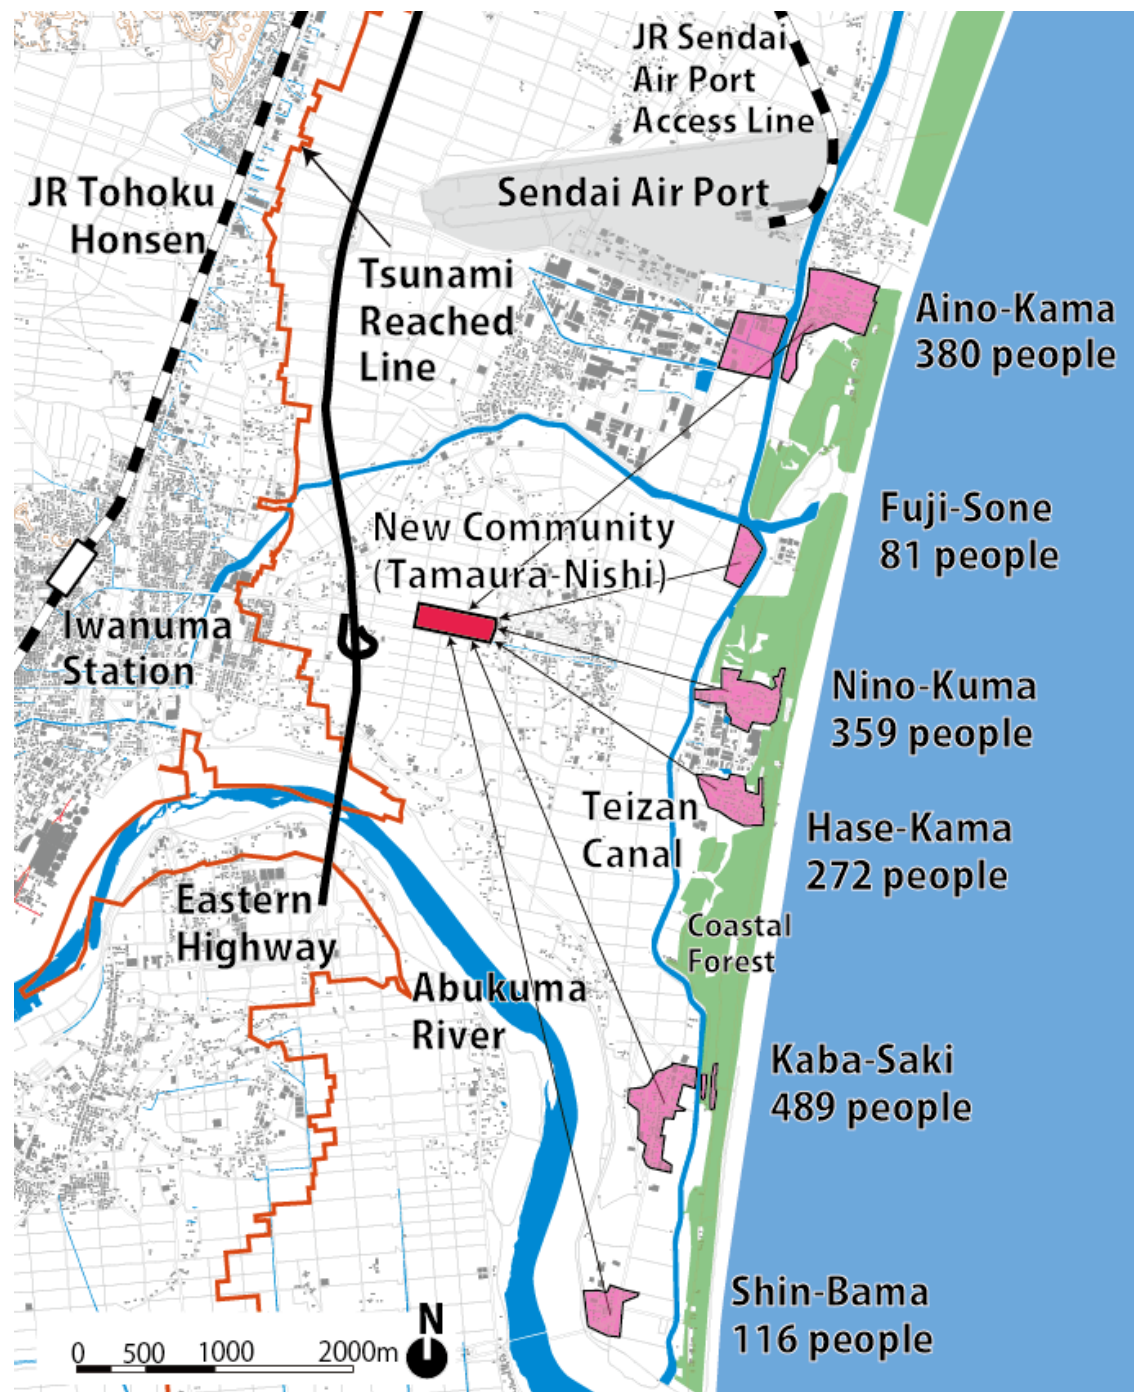 JR Sendai
Air Port
Access Line
JR Tohoku
Honsen
Sendai Air Port
Tsunami
Reached
Line
Aino-Kama
380 people
New Community
(Tamaura-Nishi)
Fuji-Sone
81 people
Iwanuma
Station
Nino-Kuma
359 people
Teizan
Canal
Hase-Kama
272 people
Eastern
Highway
Coastal
Forest
Abukuma
River
Kaba-Saki
489 people
Shin-Bama
116 people
N
0 500 1000 2000m